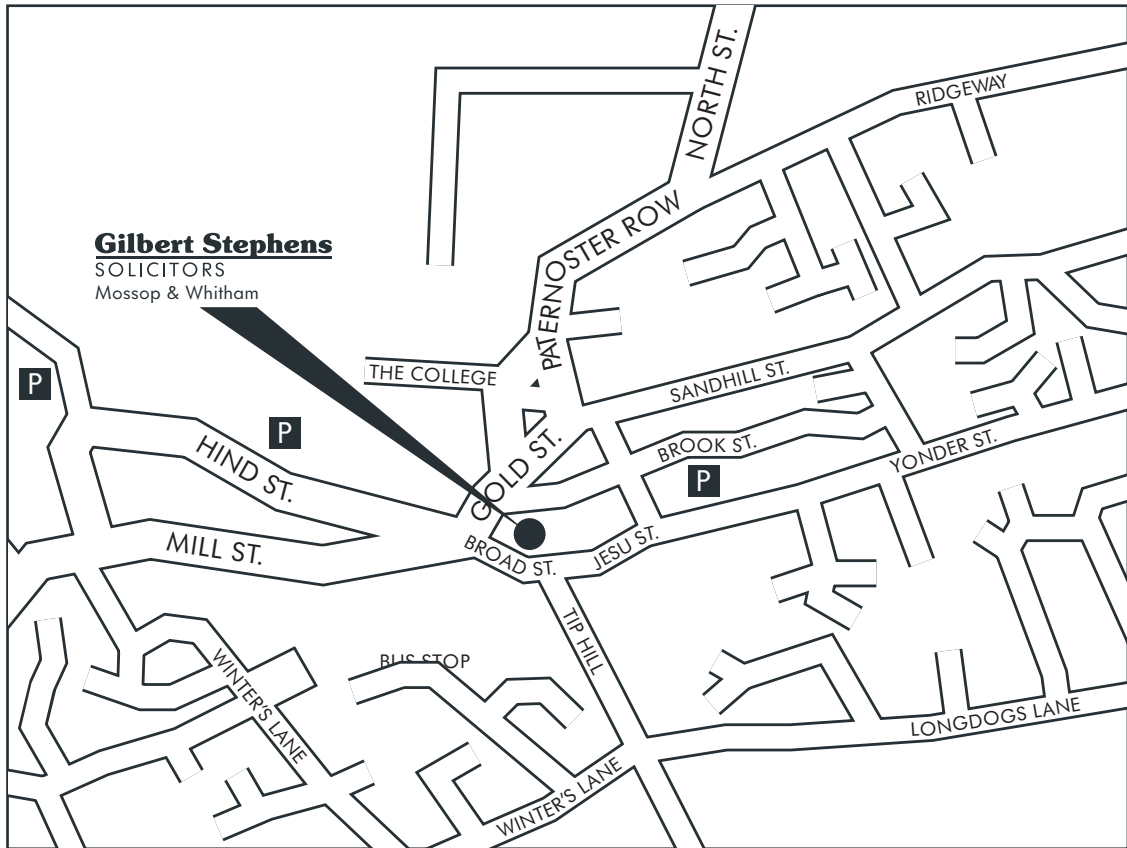 NORTH ST.
RIDGEWAY
PATERNOSTER ROW
Gilbert Stephens
SOLICITORS
Mossop & Whitham
THE COLLEGE
P
SANDHILL ST.
P
HIND ST.
GOLD ST.
BROOK ST.
YONDER ST.
P
MILL ST.
BROAD ST.
JESU ST.
TIP HILL
BUS STOP
WINTER'S LANE
LONGDOGS LANE
WINTER'S LANE